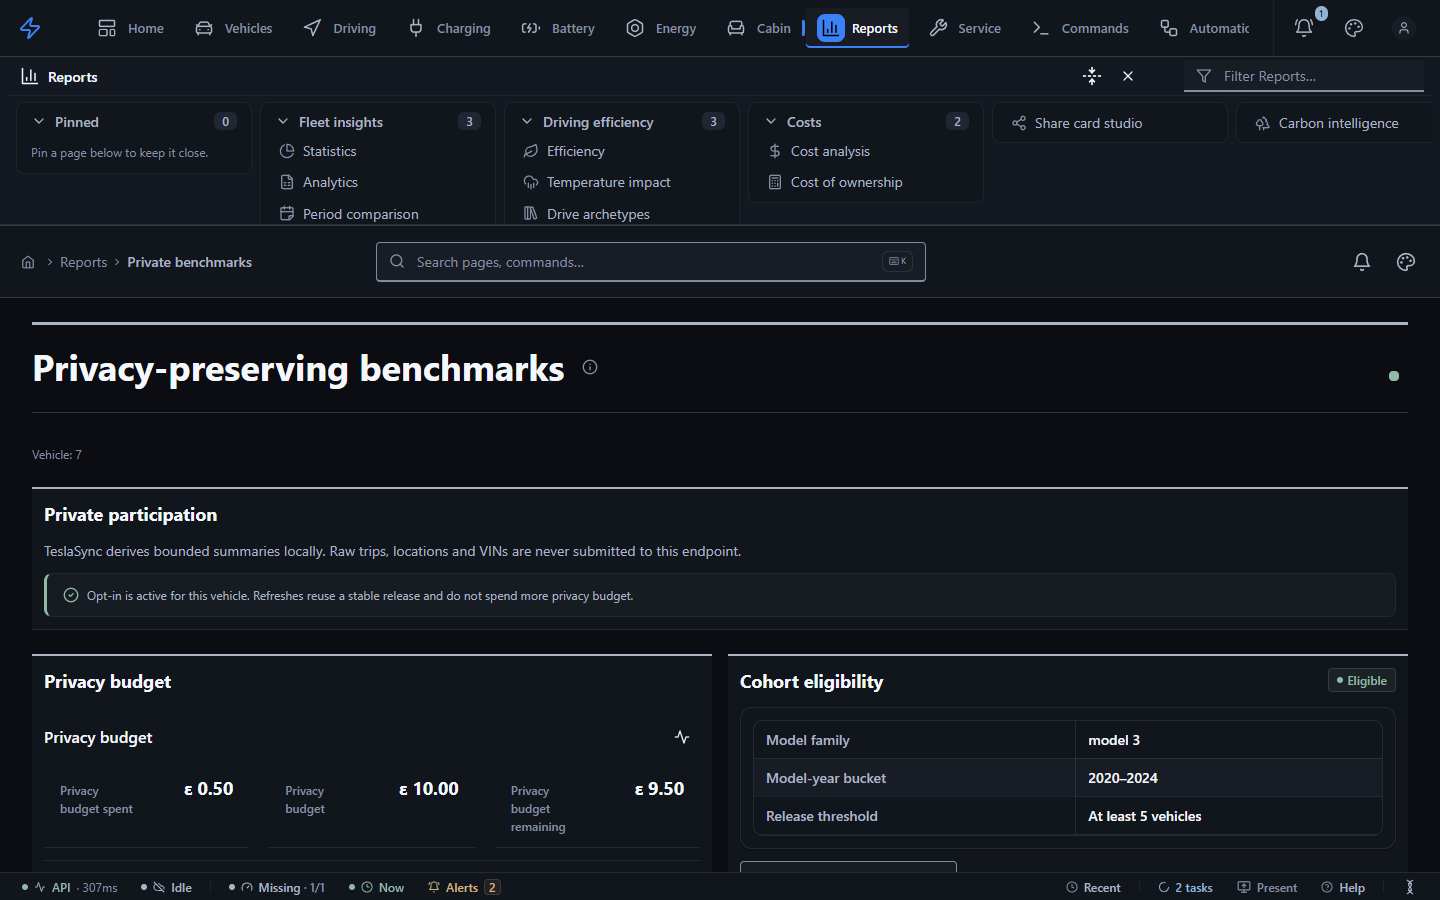 Home
Vehicles
Driving
Charging
Battery
Energy
Cabin
Reports
Service
Commands
Automatic
1
Reports
Filter Reports...
Pinned
0
Pin a page below to keep it close.
Fleet insights
3
Statistics
Analytics
Period comparison
Driving efficiency
3
Efficiency
Temperature impact
Drive archetypes
Costs
2
Cost analysis
Cost of ownership
Share card studio
Carbon intelligence
Reports
Private benchmarks
Search pages, commands...
K
Privacy-preserving benchmarks
Vehicle: 7
Private participation
TeslaSync derives bounded summaries locally. Raw trips, locations and VINs are never submitted to this endpoint.
Opt-in is active for this vehicle. Refreshes reuse a stable release and do not spend more privacy budget.
Privacy budget
Privacy budget
Privacy
budget spent
ε 0.50
Privacy
budget
ε 10.00
Privacy
budget
remaining
ε 9.50
Cohort eligibility
Eligible
Model family
model 3
Model-year bucket
2020–2024
Release threshold
At least 5 vehicles
API · 307ms
Idle
Missing · 1/1
Now
Alerts 2
Recent
2 tasks
Present
Help